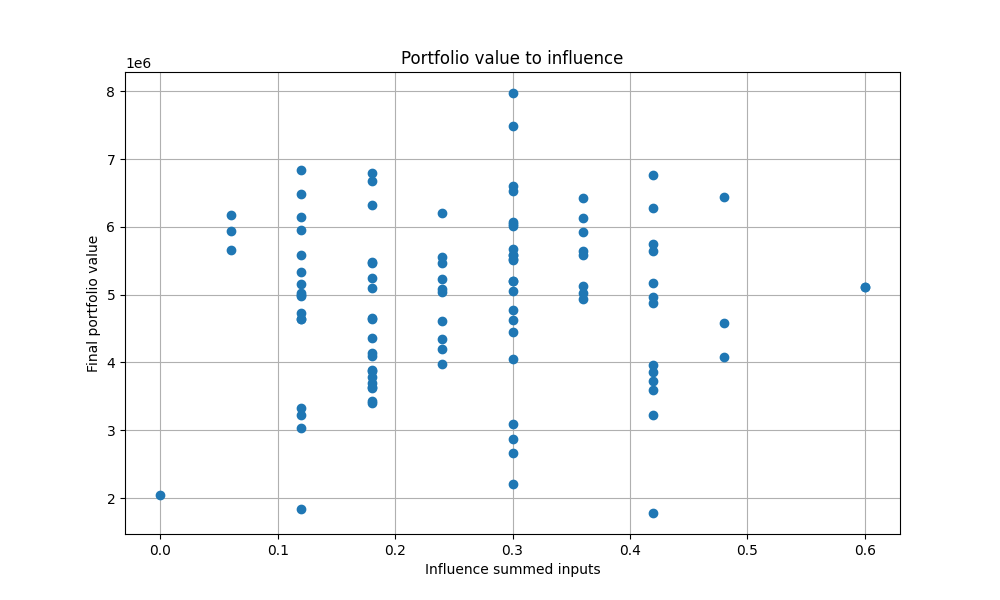 Portfolio value to influence
1e6
8
7
6
5
4
3
2
Final portfolio value
0.0 0.1 0.2 0.3 0.4 0.5 0.6
Influence summed inputs